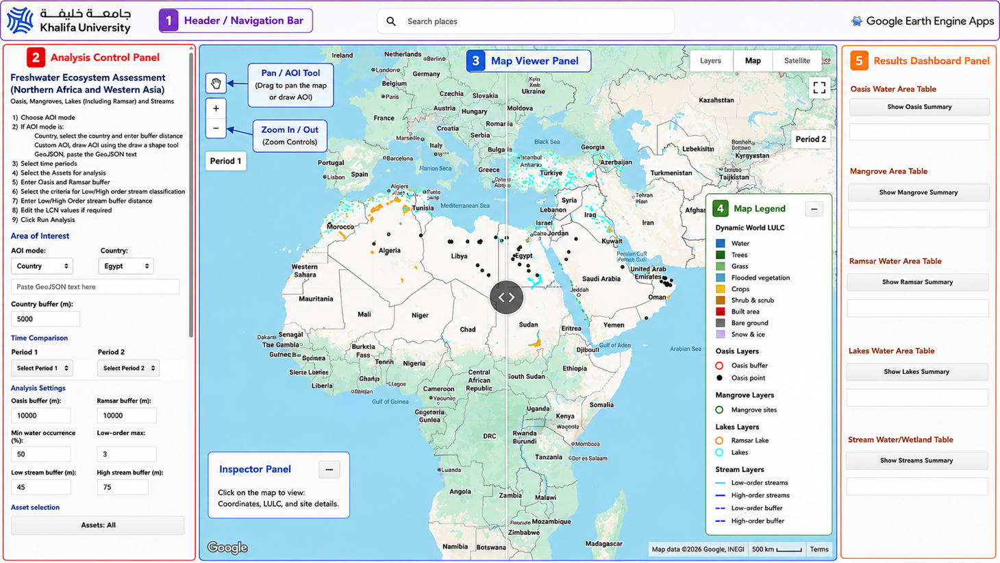 جامعة خليفة
Khalifa University
1 Header / Navigation Bar
Search places
Google Earth Engine Apps
2 Analysis Control Panel
Freshwater Ecosystem Assessment
(Northern Africa and Western Asia)
Oasis, Mangroves, Lakes (Including Ramsar) and Streams
1) Choose AOI mode
2) If AOI mode is:
Country, select the country and enter buffer distance
Custom AOI, draw AOI using the draw a shape tool
GeoJSON, paste the GeoJSON text
3) Select time periods
4) Select the Assets for analysis
5) Enter Oasis and Ramsar buffer
6) Select the criteria for Low/High order stream classification
7) Enter Low/High Order stream buffer distance
8) Edit the LCN values if required
9) Click Run Analysis
Area of Interest
AOI mode: Country:
Country Egypt
Paste GeoJSON text here
Country buffer (m):
5000
Time Comparison
Period 1 Period 2
Select Period 1 Select Period 2
Analysis Settings
Oasis buffer (m): Ramsar buffer (m):
10000 10000
Min water occurrence (%): Low-order max:
50 3
Low stream buffer (m): High stream buffer (m):
45 75
Asset selection
Assets: All
3 Map Viewer Panel
Layers Map Satellite
Pan / AOI Tool
(Drag to pan the map
or draw AOI)
+
−
Zoom In / Out
(Zoom Controls)
Period 1
Period 2
Ireland
Netherlands
Berlin
London
Germany
Belgium
Paris
Czechia
Slovakia
Ukraine
Austria
Hungary
Moldova
France
Croatia
Romania
Serbia
Marseille
Italy
Bulgaria
Black Sea
Georgia
Kazakhstan
Portugal
Barcelona
Spain
Lisbon
Greece
Istanbul
Ankara
Türkiye
Azerbaijan
Turkmenistan
Kyrgyzstan
Tajikistan
Algiers
Tunisia
Mediterranean Sea
Syria
Lebanon
Israel
Iraq
Tehran
Iran
Morocco
Cairo
Jordan
Kuwait
Algeria
Libya
Egypt
Persian Gulf
Western
Sahara
Saudi Arabia
United Arab
Emirates
Jeddah
Oman
Mauritania
Mali
Niger
Chad
Sudan
Eritrea
Yemen
Dakar
Senegal
The Gambia
Burkina
Faso
Nigeria
Gulf of Aden
Djibouti
Arabian Sea
Liberia
Ghana
Lagos
Abidjan
Central
African
Republic
South Sudan
Ethiopia
Cameroon
Yaounde
Gulf of Guinea
Somalia
Uganda
Kenya
DRC
Rwanda
Burundi
Mombasa
Tanzania
Dar es Salaam
Luanda
Angola
Zambia
Malawi
Mozambique
Zimbabwe
Namibia
Botswana
Madagascar
4 Map Legend
Dynamic World LULC
Water
Trees
Grass
Flooded vegetation
Crops
Shrub & scrub
Built area
Bare ground
Snow & ice
Oasis Layers
Oasis buffer
Oasis point
Mangrove Layers
Mangrove sites
Lakes Layers
Ramsar Lake
Lakes
Stream Layers
Low-order streams
High-order streams
Low-order buffer
High-order buffer
Inspector Panel
Click on the map to view:
Coordinates, LULC, and site details.
Google
Map data ©2026 Google, INEGI 500 km Terms
5 Results Dashboard Panel
Oasis Water Area Table
Show Oasis Summary
Mangrove Area Table
Show Mangrove Summary
Ramsar Water Area Table
Show Ramsar Summary
Lakes Water Area Table
Show Lakes Summary
Stream Water/Wetland Table
Show Streams Summary